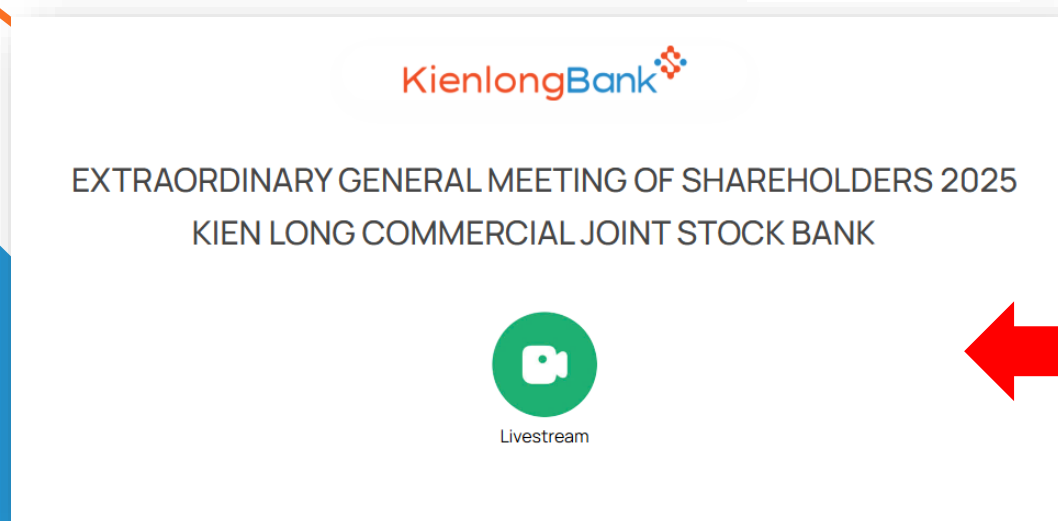 KienlongBank
EXTRAORDINARY GENERAL MEETING OF SHAREHOLDERS 2025
KIEN LONG COMMERCIAL JOINT STOCK BANK
Livestream